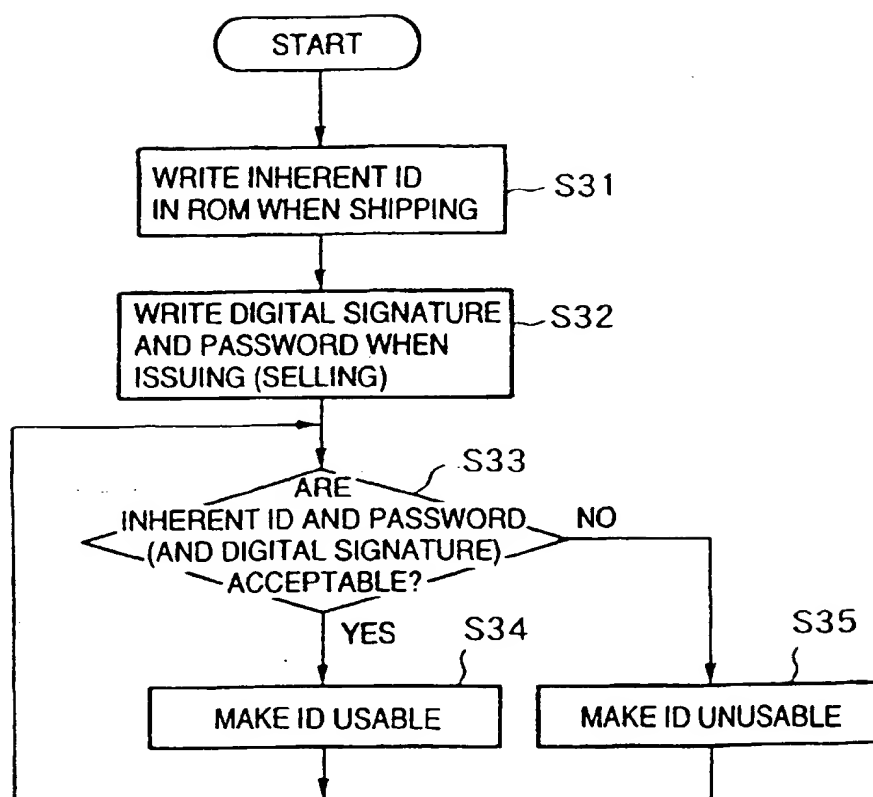 START
WRITE INHERENT ID
IN ROM WHEN SHIPPING
S31
WRITE DIGITAL SIGNATURE
AND PASSWORD WHEN
ISSUING (SELLING)
S32
S33
ARE
INHERENT ID AND PASSWORD
(AND DIGITAL SIGNATURE)
ACCEPTABLE?
NO
YES
S34
S35
MAKE ID USABLE
MAKE ID UNUSABLE